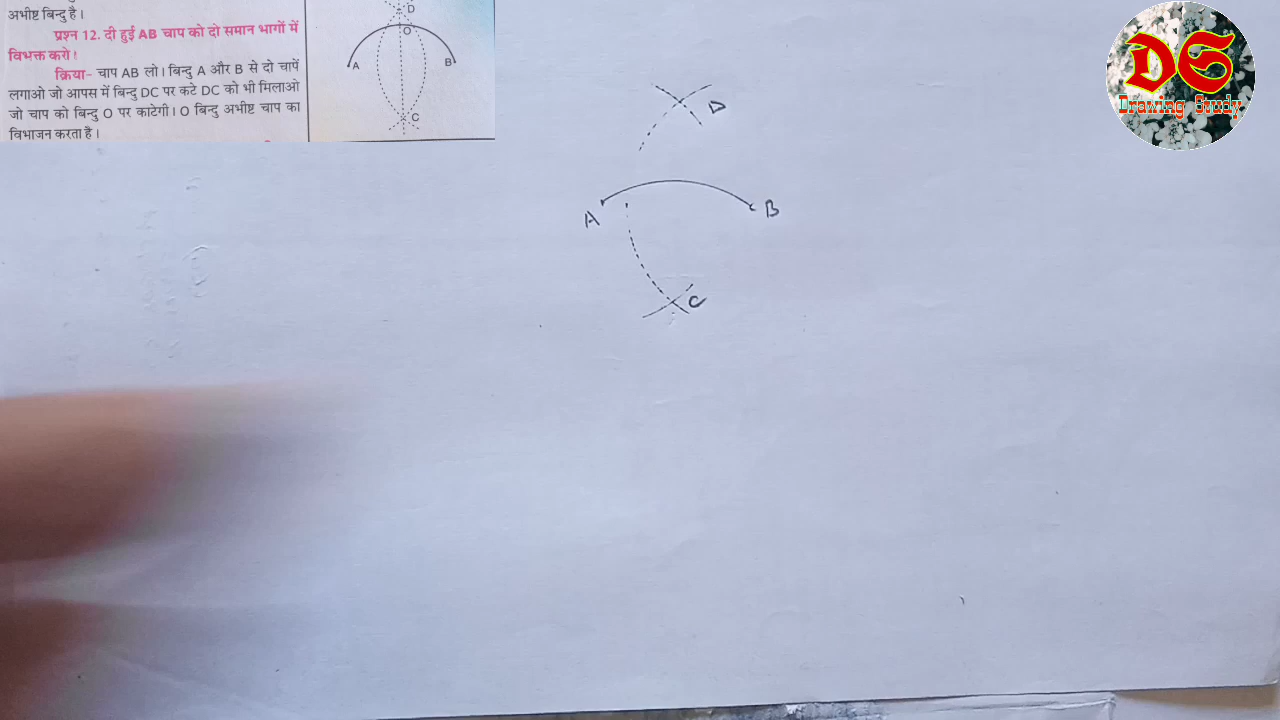 अभीष्ट बिन्दु है।
प्रश्न 12. दी हुई AB चाप को दो समान भागों में
विभक्त करो।
क्रिया– चाप AB लो। बिन्दु A और B से दो चापें
लगाओ जो आपस में बिन्दु DC पर कटे DC को भी मिलाओ
जो चाप को बिन्दु O पर काटेगी। O बिन्दु अभीष्ट चाप का
विभाजन करता है।
D
O
A
B
C
DS
Drawing Study
D
A
B
C